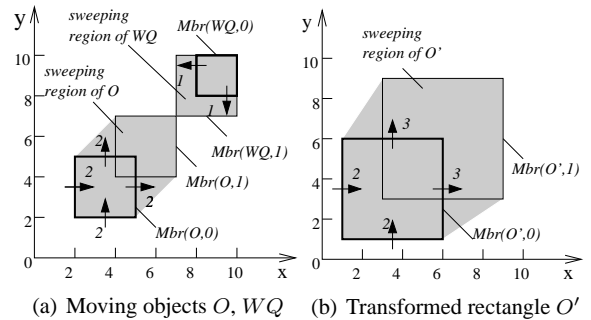 y
sweeping
region of WQ
Mbr(WQ,0)
10
sweeping
region of O
1
8
1
6
2
Mbr(WQ,1)
Mbr(O,1)
4
2
2
2
2
Mbr(O,0)
0
2 4 6 8 10
x
(a) Moving objects O, WQ
y
sweeping
region of O'
10
8
6
3
Mbr(O',1)
4
2
3
2
2
Mbr(O',0)
0
2 4 6 8 10
x
(b) Transformed rectangle O′